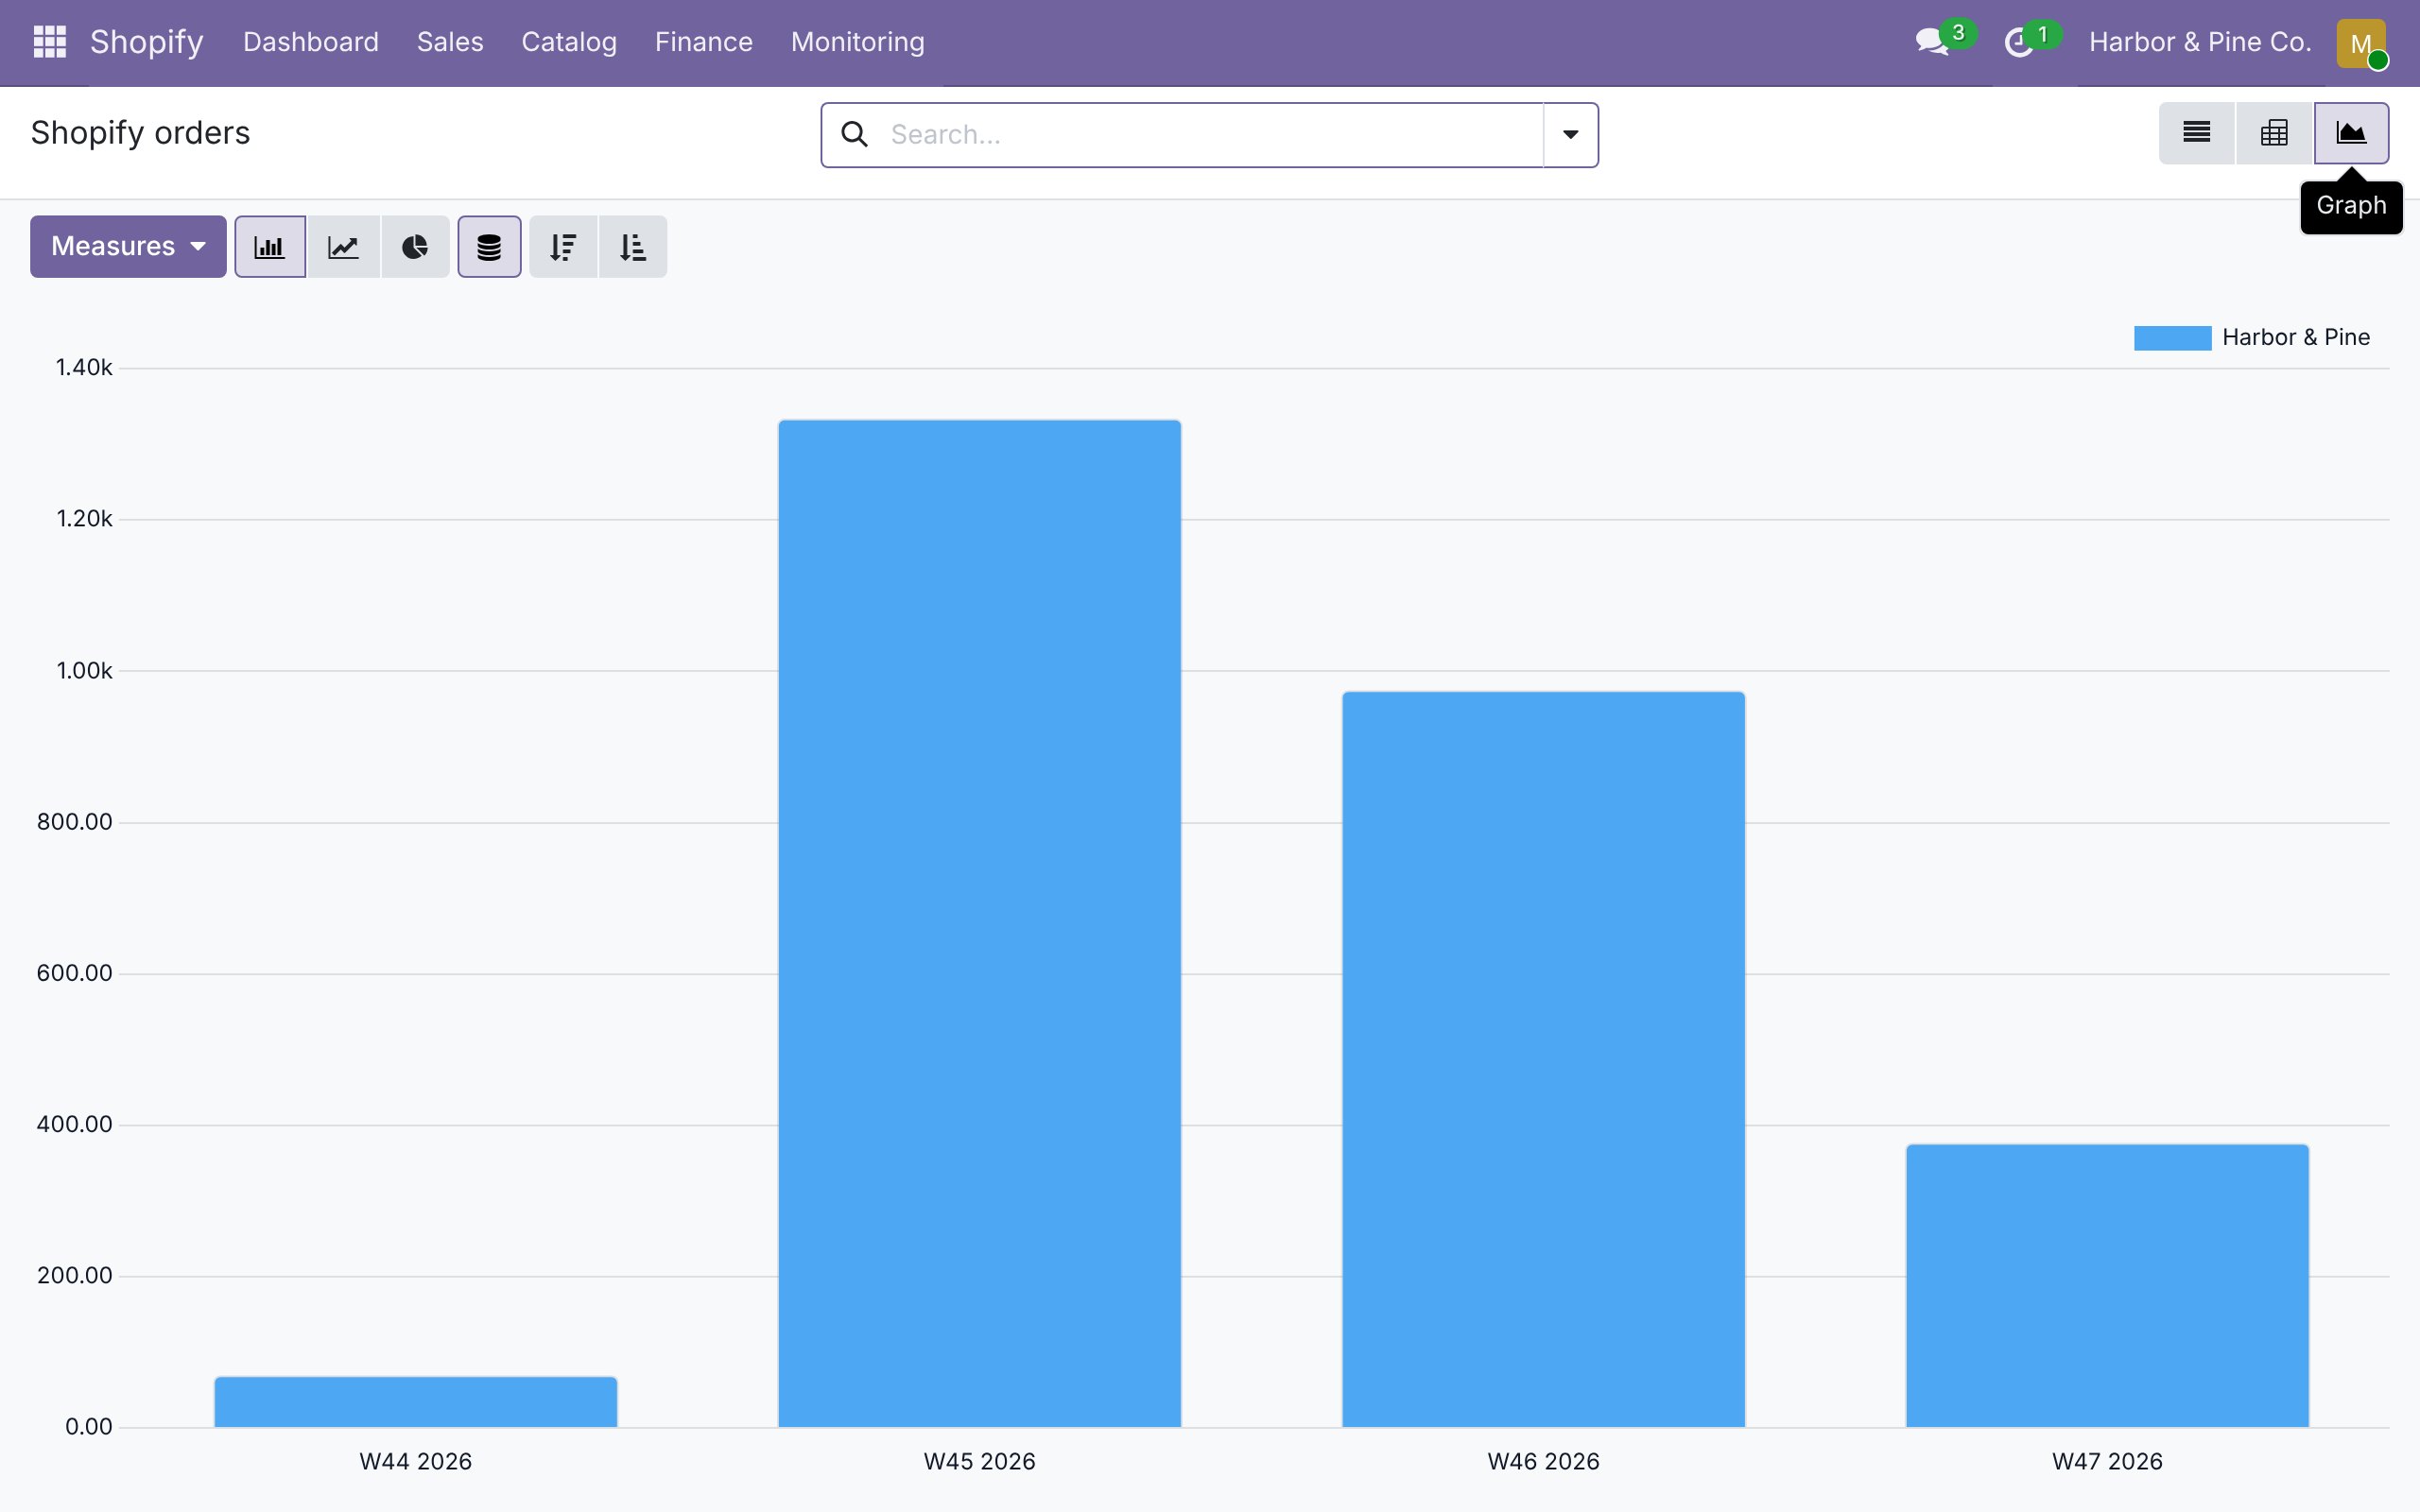 Shopify Dashboard Sales Catalog Finance Monitoring 3 1 Harbor & Pine Co. M
Shopify orders Search...
Graph
Measures
Harbor & Pine
1.40k
1.20k
1.00k
800.00
600.00
400.00
200.00
0.00
W44 2026 W45 2026 W46 2026 W47 2026